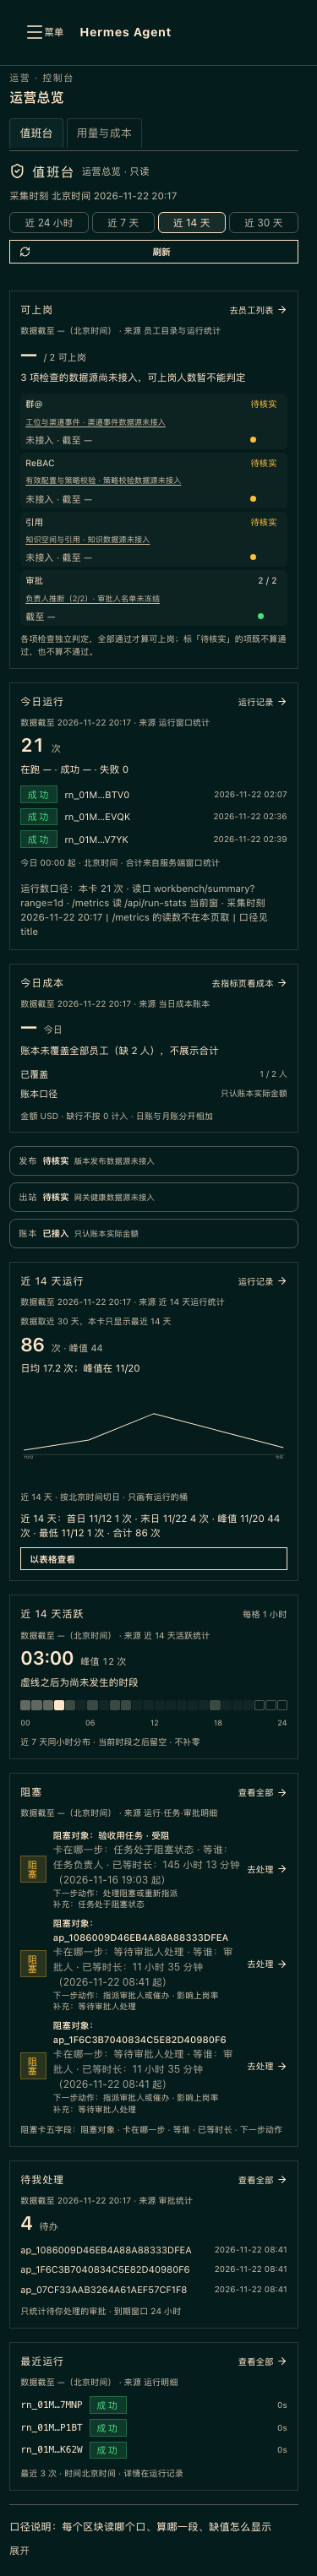 菜单 Hermes Agent
运营 · 控制台
运营总览
值班台 用量与成本
值班台 运营总览 · 只读
采集时刻 北京时间 2026-11-22 20:17
近 24 小时 近 7 天 近 14 天 近 30 天
刷新
可上岗 去员工列表 →
数据截至 —（北京时间） · 来源 员工目录与运行统计
— / 2 可上岗
3 项检查的数据源尚未接入，可上岗人数暂不能判定
群@ 待核实
工位与渠道事件 · 渠道事件数据源未接入
未接入 · 截至 —
ReBAC 待核实
有效配置与策略校验 · 策略校验数据源未接入
未接入 · 截至 —
引用 待核实
知识空间与引用 · 知识数据源未接入
未接入 · 截至 —
审批 2 / 2
负责人推断（2/2） · 审批人名单未冻结
截至 —
各项检查独立判定，全部通过才算可上岗；标「待核实」的项既不算通
过，也不算不通过。
今日运行 运行记录 →
数据截至 2026-11-22 20:17 · 来源 运行窗口统计
21 次
在跑 — · 成功 — · 失败 0
成功 rn_01M…BTV0 2026-11-22 02:07
成功 rn_01M…EVQK 2026-11-22 02:36
成功 rn_01M…V7YK 2026-11-22 02:39
今日 00:00 起 · 北京时间 · 合计来自服务端窗口统计
运行数口径：本卡 21 次 · 读口 workbench/summary?
range=1d · /metrics 读 /api/run-stats 当前窗 · 采集时刻
2026-11-22 20:17 | /metrics 的读数不在本页取 | 口径见
title
今日成本 去指标页看成本 →
数据截至 2026-11-22 20:17 · 来源 当日成本账本
— 今日
账本未覆盖全部员工（缺 2 人），不展示合计
已覆盖 1 / 2 人
账本口径 只认账本实际金额
金额 USD · 缺行不按 0 计入 · 日账与月账分开相加
发布 待核实 版本发布数据源未接入
出站 待核实 网关健康数据源未接入
账本 已接入 只认账本实际金额
近 14 天运行 运行记录 →
数据截至 2026-11-22 20:17 · 来源 近 14 天运行统计
数据取近 30 天，本卡只显示最近 14 天
86 次 · 峰值 44
日均 17.2 次；峰值在 11/20
近 14 天 · 按北京时间切日 · 只画有运行的桶
近 14 天：首日 11/12 1 次 · 末日 11/22 4 次 · 峰值 11/20 44
次 · 最低 11/12 1 次 · 合计 86 次
以表格查看
近 14 天活跃 每格 1 小时
数据截至 —（北京时间） · 来源 近 14 天活跃统计
03:00 峰值 12 次
虚线之后为尚未发生的时段
00 06 12 18 24
近 7 天同小时分布 · 当前时段之后留空 · 不补零
阻塞 查看全部 →
数据截至 —（北京时间） · 来源 运行·任务·审批明细
阻塞对象：验收用任务 · 受阻
阻塞 卡在哪一步：任务处于阻塞状态 · 等谁：
任务负责人 · 已等时长：145 小时 13 分钟 去处理 →
（2026-11-16 19:03 起）
下一步动作：处理阻塞或重新指派
补充：任务处于阻塞状态
阻塞对象：
ap_1086009D46EB4A88A88333DFEA
阻塞 卡在哪一步：等待审批人处理 · 等谁：审
批人 · 已等时长：11 小时 35 分钟 去处理 →
（2026-11-22 08:41 起）
下一步动作：指派审批人或催办 · 影响上岗率
补充：等待审批人处理
阻塞对象：
ap_1F6C3B7040834C5E82D40980F6
阻塞 卡在哪一步：等待审批人处理 · 等谁：审
批人 · 已等时长：11 小时 35 分钟 去处理 →
（2026-11-22 08:41 起）
下一步动作：指派审批人或催办 · 影响上岗率
补充：等待审批人处理
阻塞卡五字段：阻塞对象 · 卡在哪一步 · 等谁 · 已等时长 · 下一步动作
待我处理 查看全部 →
数据截至 2026-11-22 20:17 · 来源 审批统计
4 待办
ap_1086009D46EB4A88A88333DFEA 2026-11-22 08:41
ap_1F6C3B7040834C5E82D40980F6 2026-11-22 08:41
ap_07CF33AAB3264A61AEF57CF1F8 2026-11-22 08:41
只统计待你处理的审批 · 到期窗口 24 小时
最近运行 查看全部 →
数据截至 —（北京时间） · 来源 运行明细
rn_01M…7MNP 成功 0s
rn_01M…P1BT 成功 0s
rn_01M…K62W 成功 0s
最近 3 次 · 时间北京时间 · 详情在运行记录
口径说明：每个区块读哪个口、算哪一段、缺值怎么显示
展开